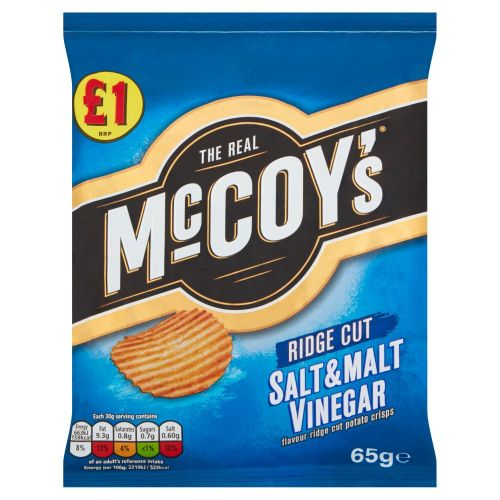 £1
RRP
THE REAL
McCOY'S®
RIDGE CUT
SALT & MALT
VINEGAR
flavour ridge cut potato crisps
Each 30g serving contains
Energy Fat Saturates Sugars Salt
663kJ 9.3g 0.8g 0.7g 0.60g
159kcal
8% 13% 4% <1% 10%
of an adult's reference intake
Energy per 100g: 2210kJ / 529kcal
65g℮